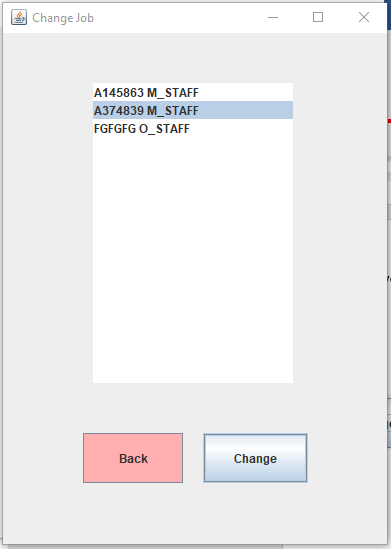 Change Job
A145863 M_STAFF
A374839 M_STAFF
FGFGFG O_STAFF
Back
Change